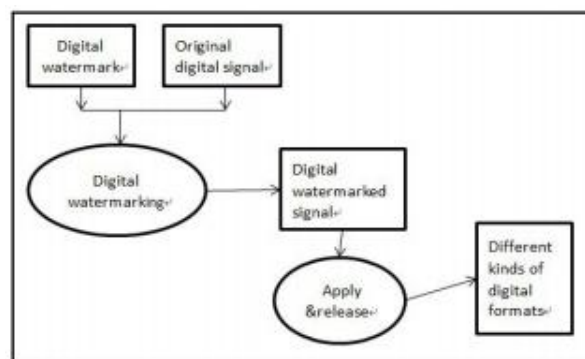 Digital
watermark
Original
digital signal
Digital
watermarking
Digital
watermarked
signal
Apply
&release
Different
kinds of
digital
formats